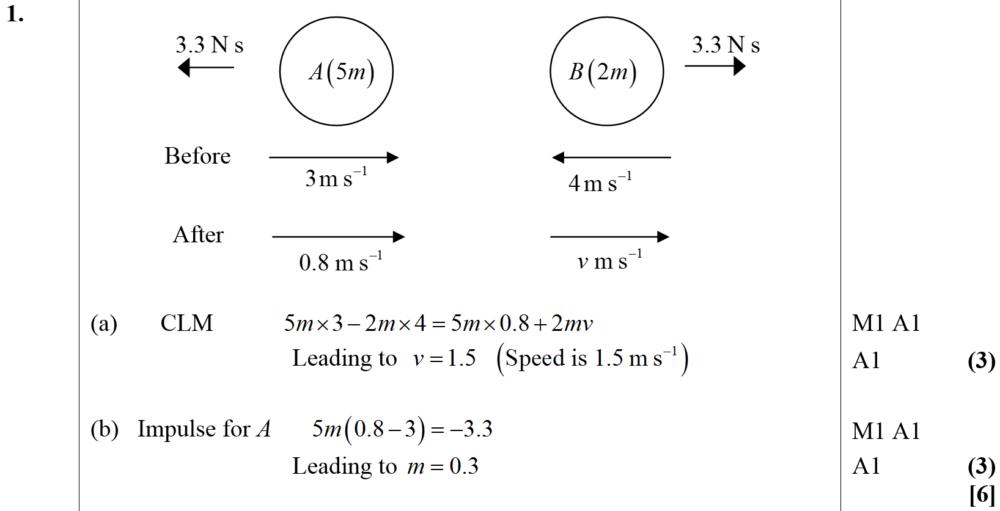 1.
3.3 N s A(5m) B(2m) 3.3 N s
Before 3 m s⁻¹ 4 m s⁻¹
After 0.8 m s⁻¹ v m s⁻¹
(a) CLM 5m×3−2m×4=5m×0.8+2mv M1 A1
Leading to v=1.5 (Speed is 1.5 m s⁻¹) A1 (3)
(b) Impulse for A 5m(0.8−3)=−3.3 M1 A1
Leading to m=0.3 A1 (3)
[6]